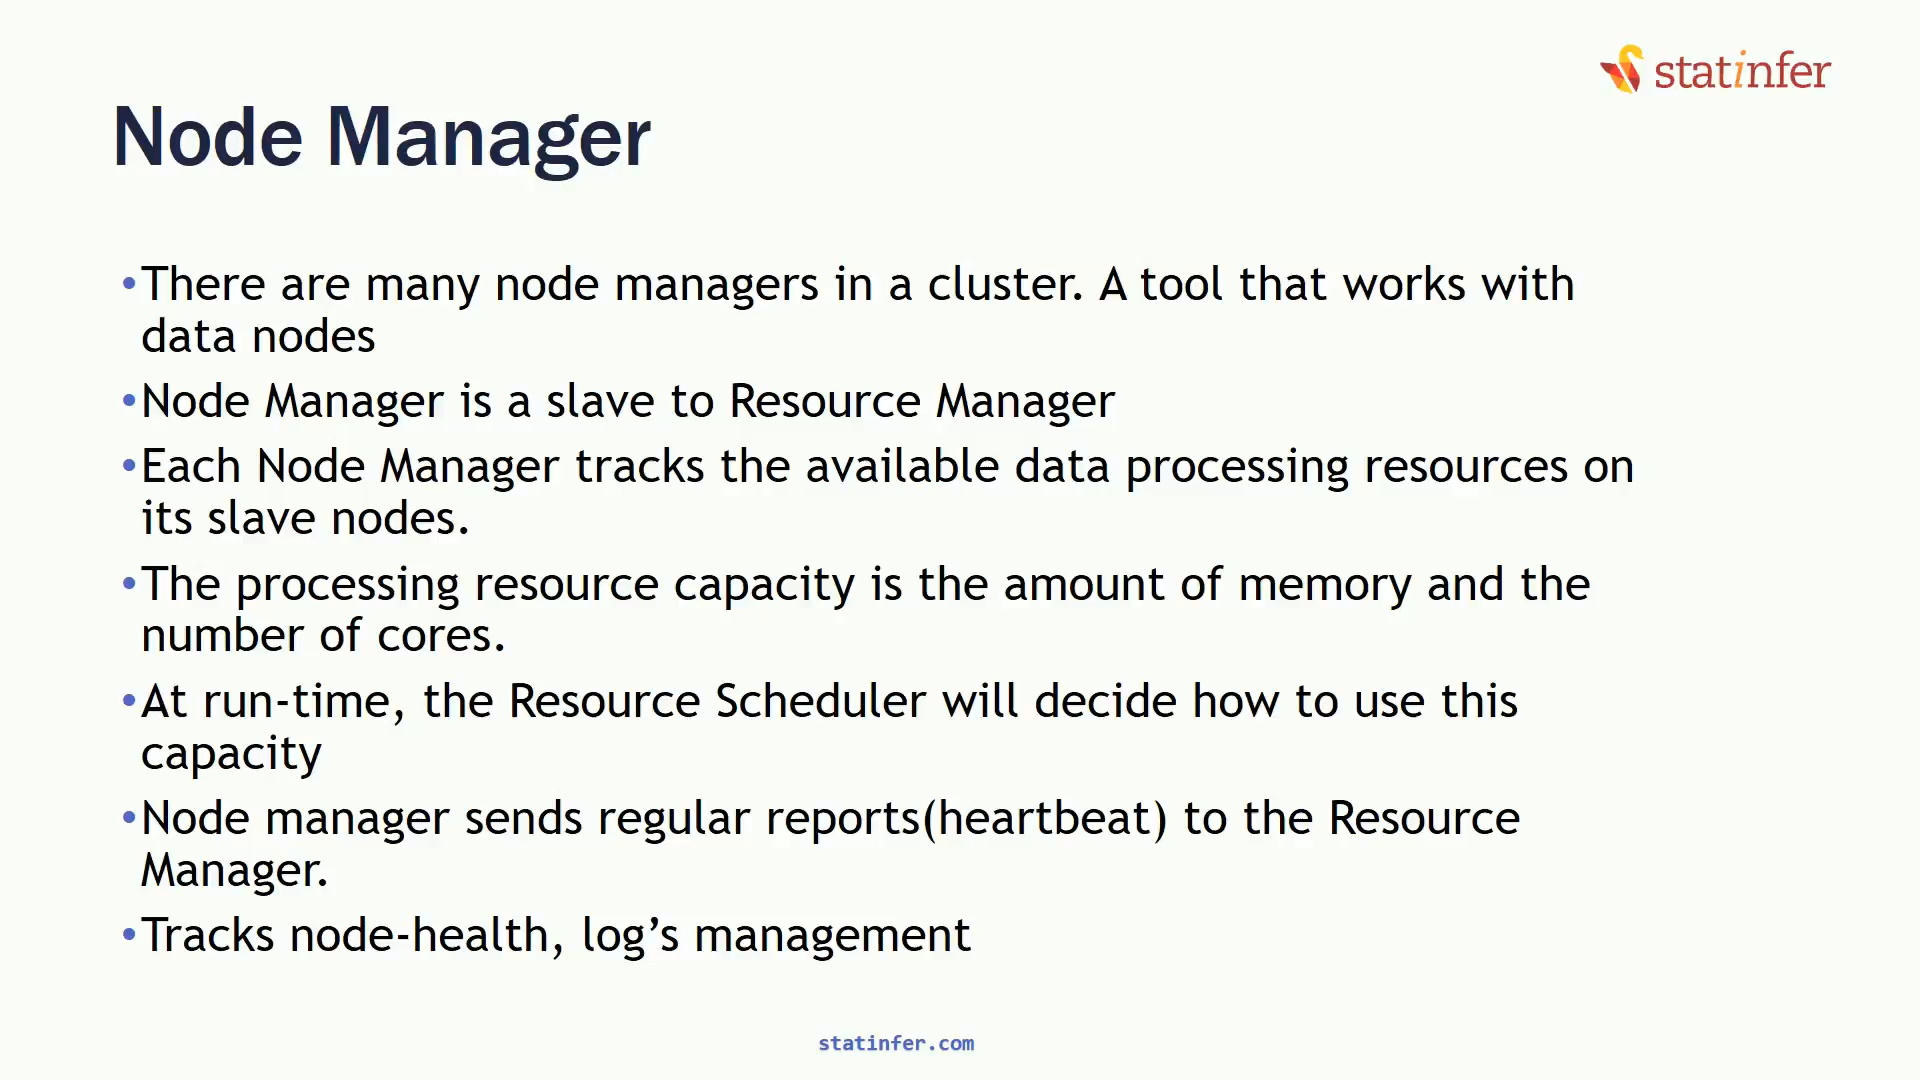 statinfer
Node Manager
•There are many node managers in a cluster. A tool that works with
data nodes
•Node Manager is a slave to Resource Manager
•Each Node Manager tracks the available data processing resources on
its slave nodes.
•The processing resource capacity is the amount of memory and the
number of cores.
•At run-time, the Resource Scheduler will decide how to use this
capacity
•Node manager sends regular reports(heartbeat) to the Resource
Manager.
•Tracks node-health, log’s management
statinfer.com